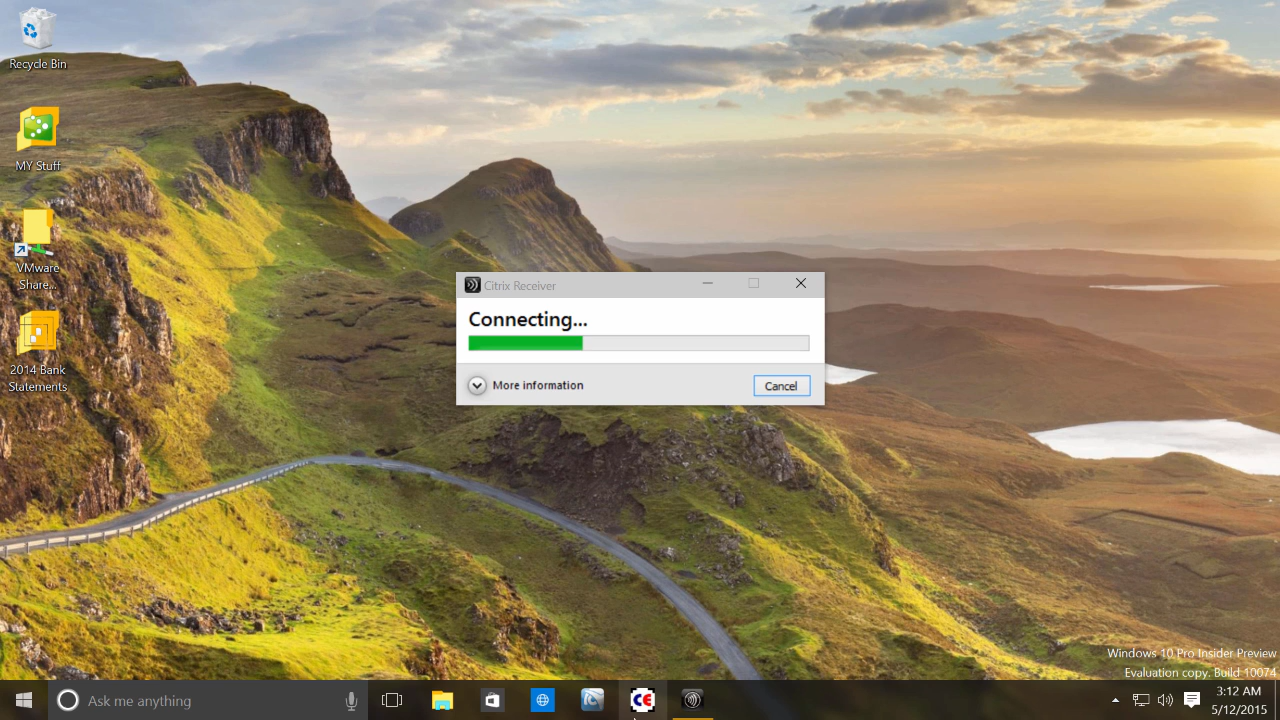 Recycle Bin
MY Stuff
VMware
Share...
2014 Bank
Statements
Citrix Receiver
Connecting...
More information
Cancel
Windows 10 Pro Insider Preview
Evaluation copy. Build 10074
Ask me anything
CE
3:12 AM
5/12/2015